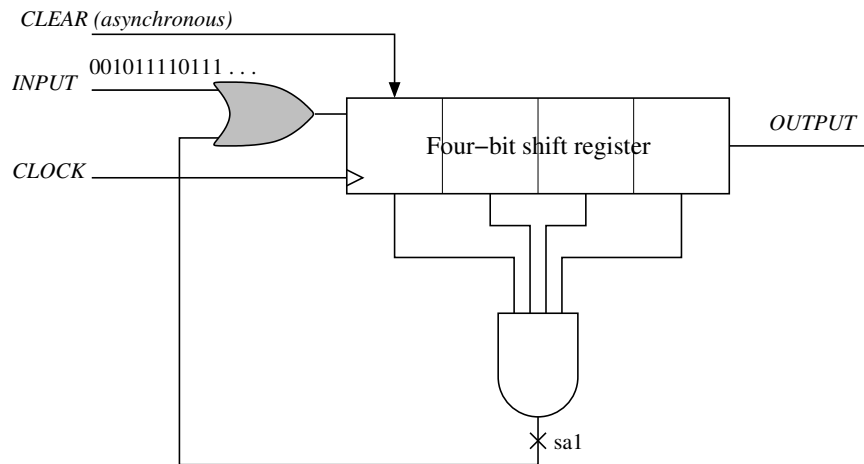 CLEAR (asynchronous)
001011110111 . . .
INPUT
OUTPUT
Four−bit shift register
CLOCK
sa1